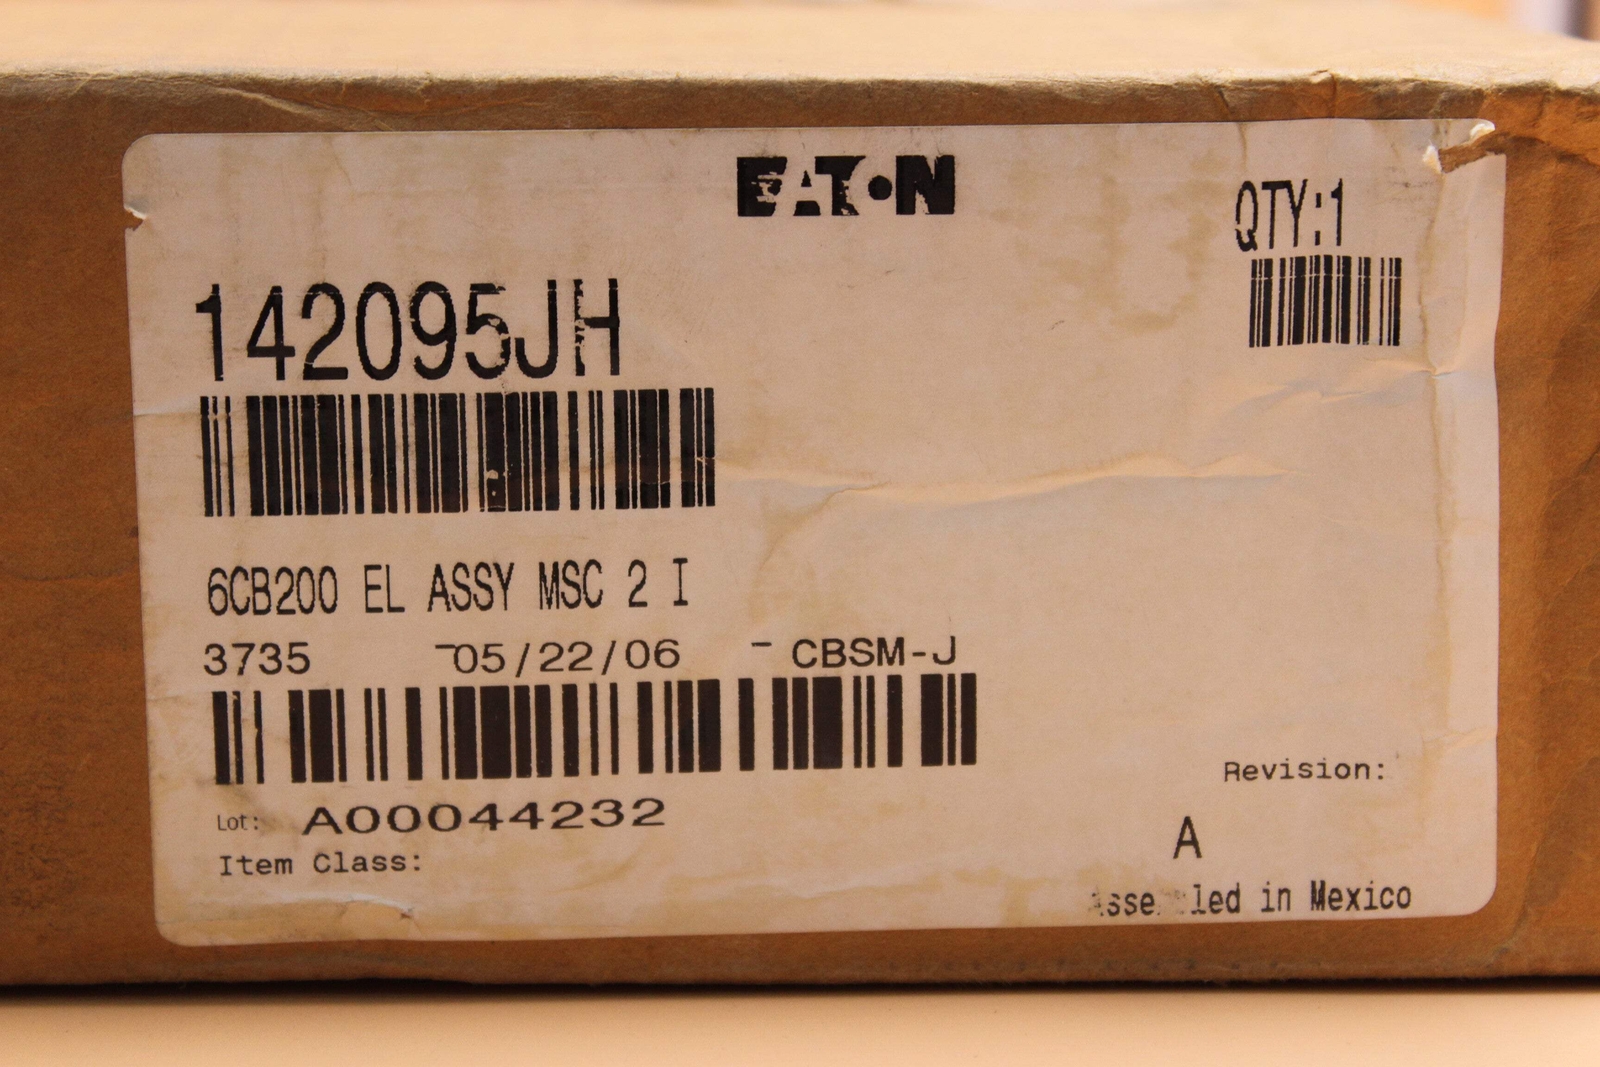 EATON
QTY:1
142095JH
6CB200 EL ASSY MSC 2 I
3735 -05/22/06 - CBSM-J
Lot: A00044232
Item Class:
Revision:
A
Assembled in Mexico